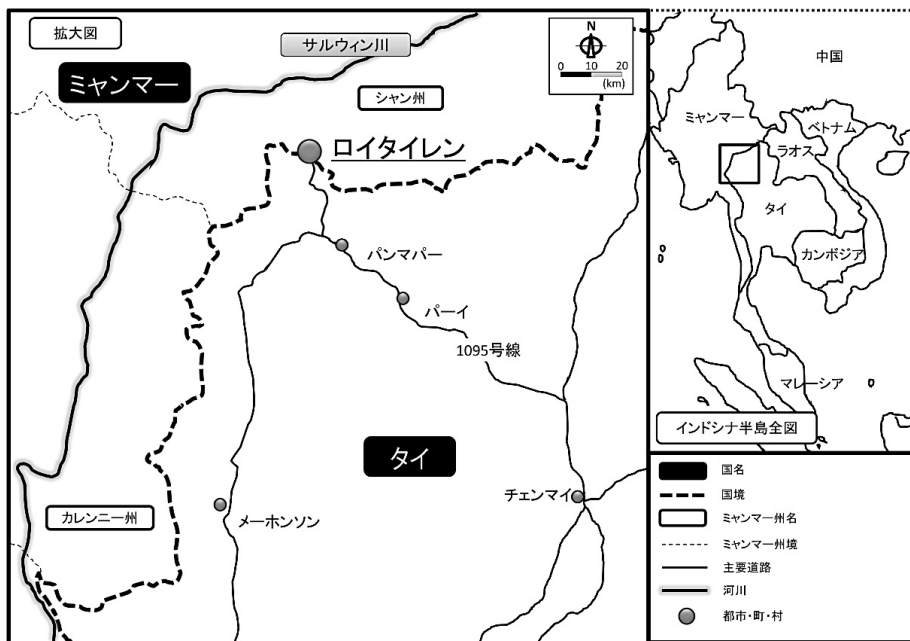 拡大図
サルウィン川
ミャンマー
シャン州
N
0 10 20
(km)
ロイタイレン
パンマパー
パーイ
1095号線
タイ
チェンマイ
カレンニー州
メーホンソン
中国
ミャンマー
ベトナム
ラオス
タイ
カンボジア
マレーシア
インドシナ半島全図
国名
国境
ミャンマー州名
ミャンマー州境
主要道路
河川
都市・町・村